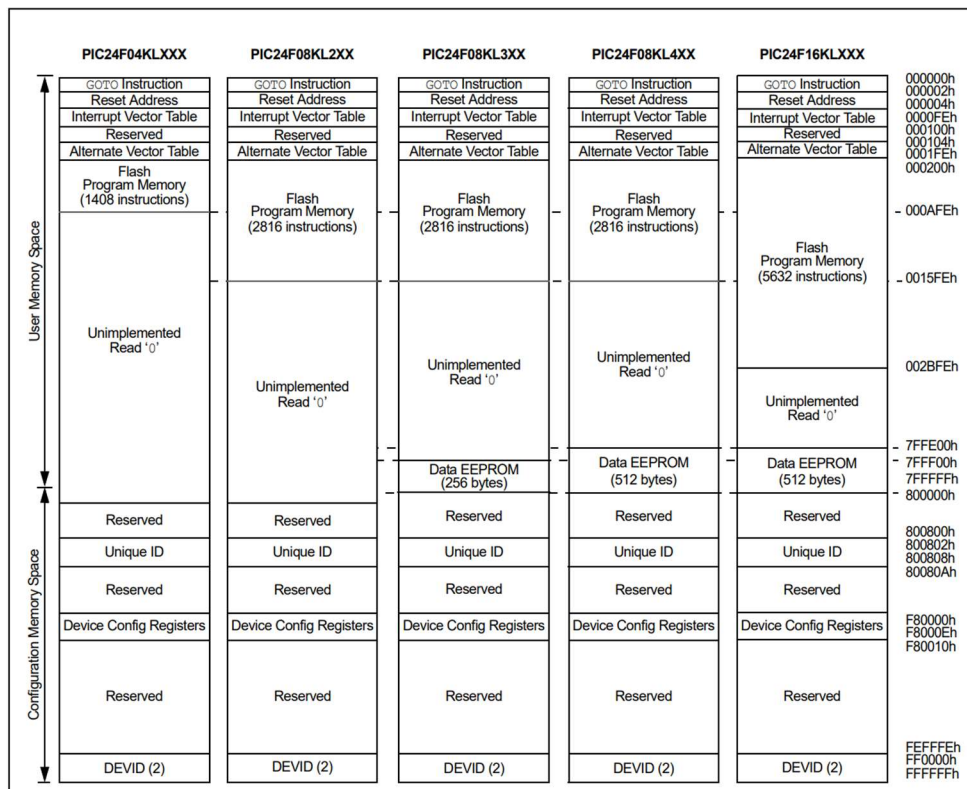 PIC24F04KLXXX PIC24F08KL2XX PIC24F08KL3XX PIC24F08KL4XX PIC24F16KLXXX
GOTO Instruction GOTO Instruction GOTO Instruction GOTO Instruction GOTO Instruction 000000h
Reset Address Reset Address Reset Address Reset Address Reset Address 000002h
000004h
Interrupt Vector Table Interrupt Vector Table Interrupt Vector Table Interrupt Vector Table Interrupt Vector Table 0000FEh
Reserved Reserved Reserved Reserved Reserved 000100h
000104h
Alternate Vector Table Alternate Vector Table Alternate Vector Table Alternate Vector Table Alternate Vector Table 0001FEh
000200h
Flash
Program Memory
(1408 instructions)
Flash Flash Flash
Program Memory Program Memory Program Memory 000AFEh
(2816 instructions) (2816 instructions) (2816 instructions)
Flash
Program Memory
(5632 instructions) 0015FEh
User Memory Space
Unimplemented
Read ‘0’
Unimplemented
Read ‘0’
Unimplemented
Read ‘0’
Unimplemented
Read ‘0’
002BFEh
Unimplemented
Read ‘0’
7FFE00h
Data EEPROM Data EEPROM Data EEPROM 7FFF00h
(256 bytes) (512 bytes) (512 bytes) 7FFFFFh
800000h
Configuration Memory Space
Reserved Reserved Reserved Reserved Reserved
800800h
Unique ID Unique ID Unique ID Unique ID Unique ID 800802h
800808h
80080Ah
Reserved Reserved Reserved Reserved Reserved
Device Config Registers Device Config Registers Device Config Registers Device Config Registers Device Config Registers F80000h
F8000Eh
F80010h
Reserved Reserved Reserved Reserved Reserved
FEFFFEh
DEVID (2) DEVID (2) DEVID (2) DEVID (2) DEVID (2) FF0000h
FFFFFFh